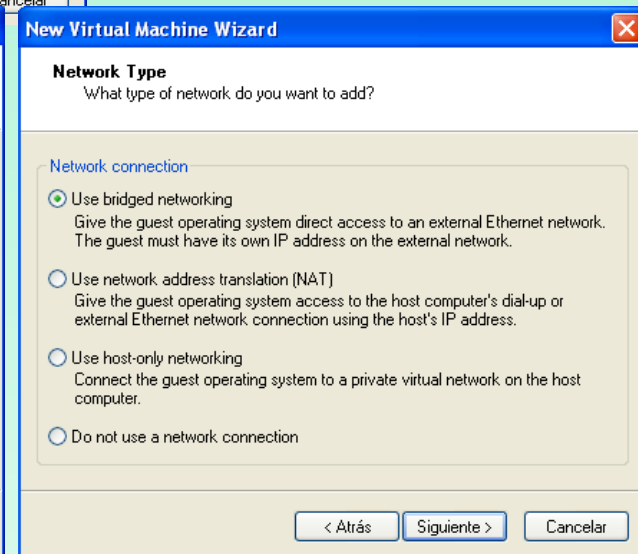 New Virtual Machine Wizard
Network Type
What type of network do you want to add?
Network connection
Use bridged networking
Give the guest operating system direct access to an external Ethernet network.
The guest must have its own IP address on the external network.
Use network address translation (NAT)
Give the guest operating system access to the host computer's dial-up or
external Ethernet network connection using the host's IP address.
Use host-only networking
Connect the guest operating system to a private virtual network on the host
computer.
Do not use a network connection
< Atrás
Siguiente >
Cancelar